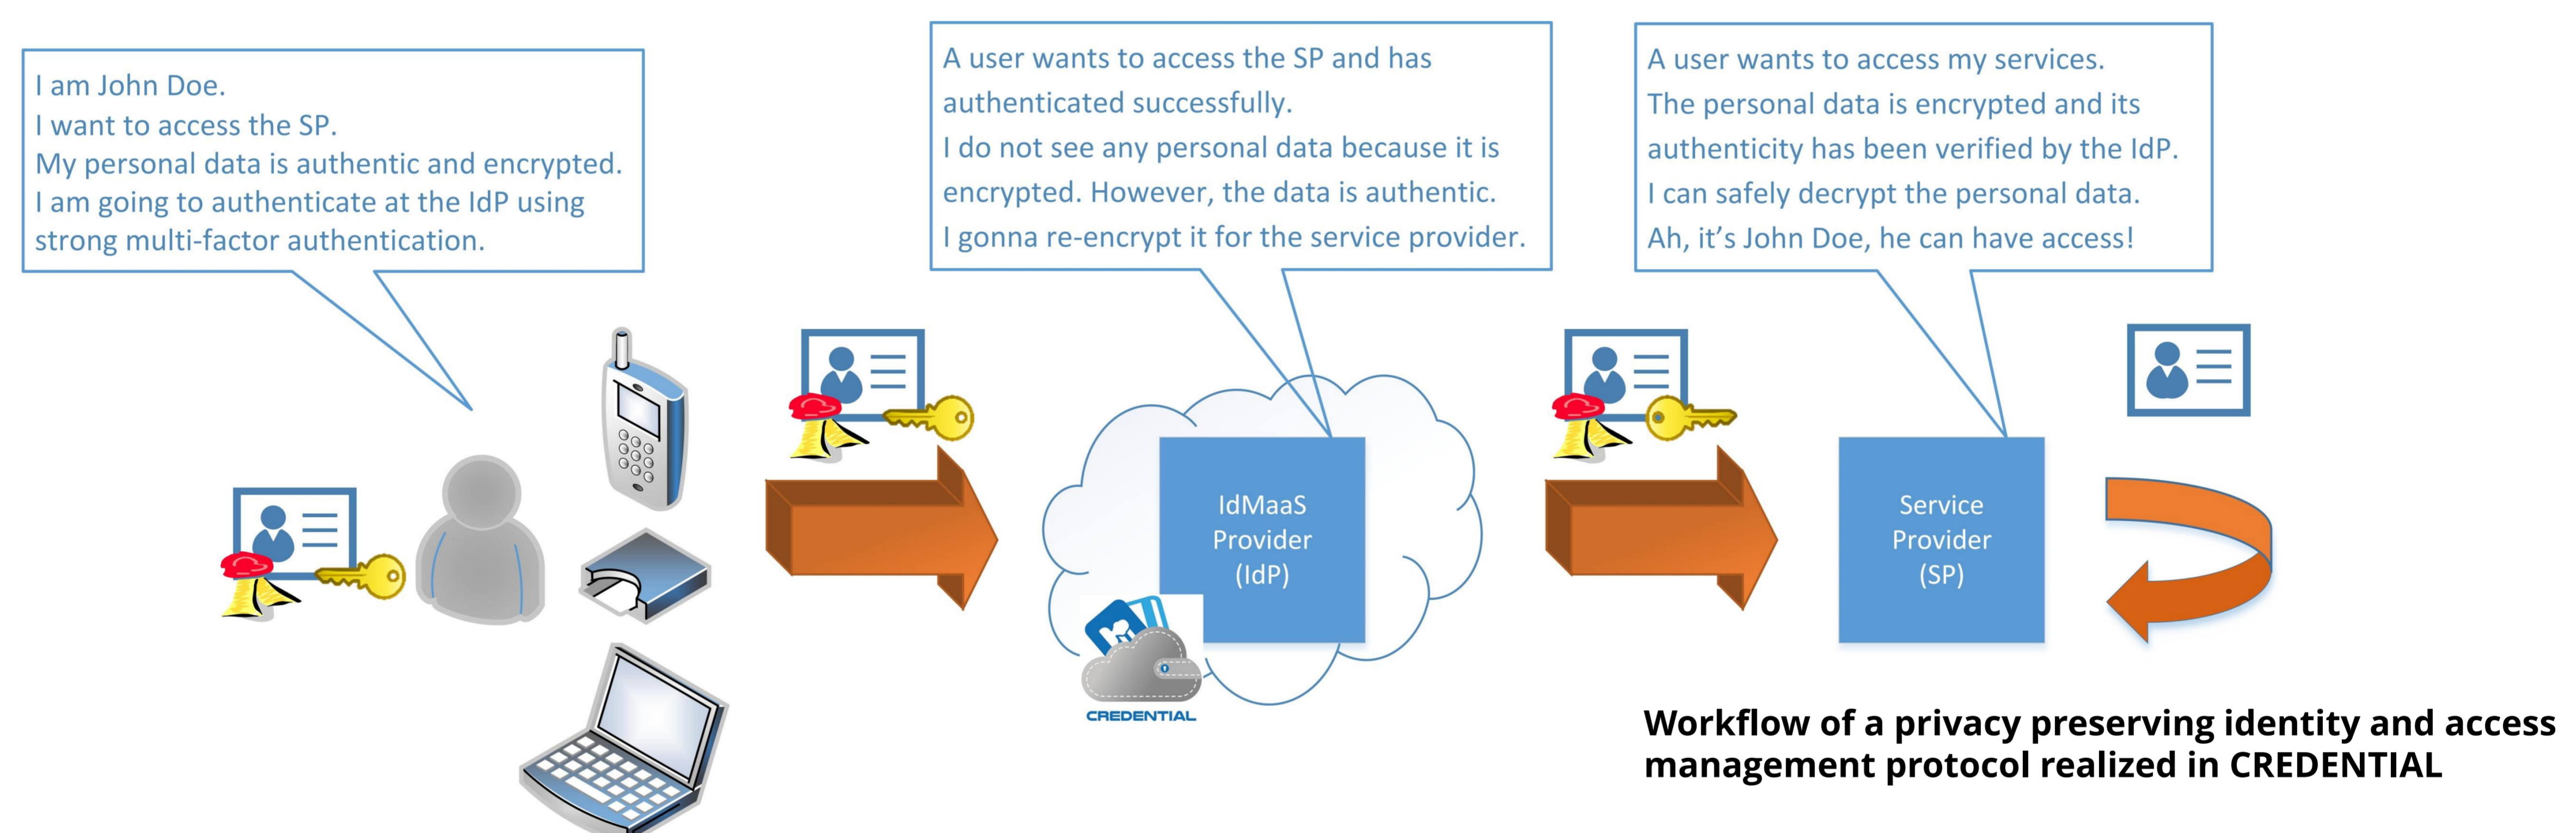 I am John Doe.
I want to access the SP.
My personal data is authentic and encrypted.
I am going to authenticate at the IdP using
strong multi-factor authentication.
A user wants to access the SP and has
authenticated successfully.
I do not see any personal data because it is
encrypted. However, the data is authentic.
I gonna re-encrypt it for the service provider.
A user wants to access my services.
The personal data is encrypted and its
authenticity has been verified by the IdP.
I can safely decrypt the personal data.
Ah, it’s John Doe, he can have access!
IdMaaS
Provider
(IdP)
CREDENTIAL
Service
Provider
(SP)
Workflow of a privacy preserving identity and access
management protocol realized in CREDENTIAL